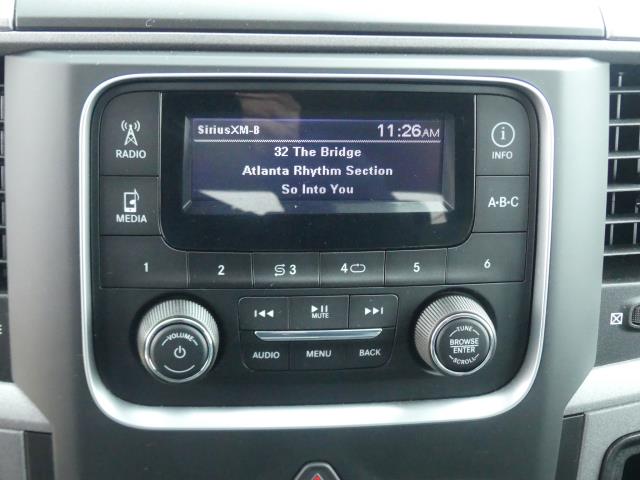 SiriusXM-B 11:26AM
32 The Bridge
Atlanta Rhythm Section
So Into You
RADIO
INFO
MEDIA
A•B•C
1 2 3 4 5 6
MUTE
VOLUME
AUDIO MENU BACK
TUNE
BROWSE
ENTER
SCROLL